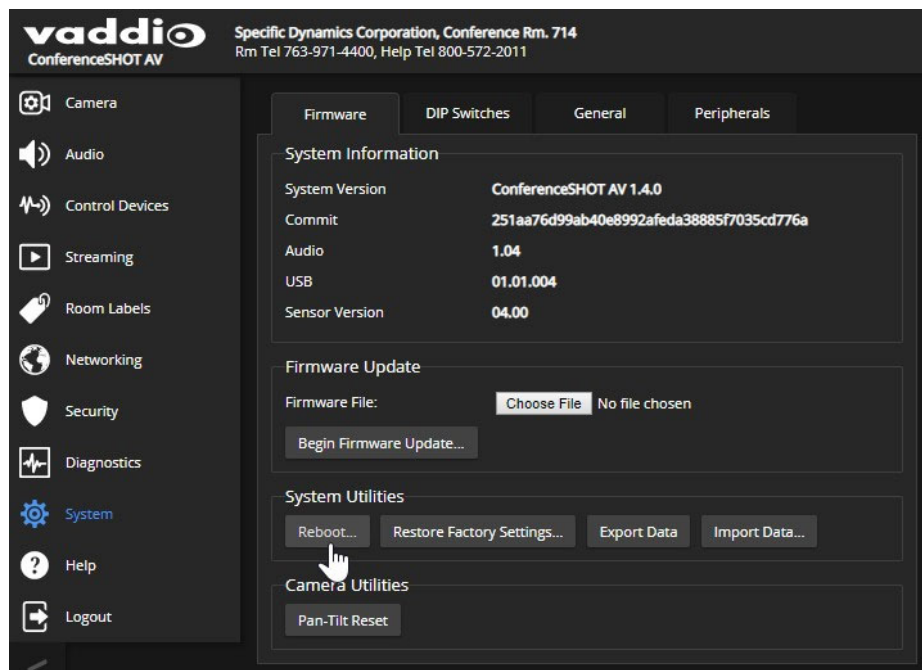 vaddio
ConferenceSHOT AV
Specific Dynamics Corporation, Conference Rm. 714
Rm Tel 763-971-4400, Help Tel 800-572-2011
Camera
Audio
Control Devices
Streaming
Room Labels
Networking
Security
Diagnostics
System
Help
Logout
Firmware DIP Switches General Peripherals
System Information
System Version ConferenceSHOT AV 1.4.0
Commit 251aa76d99ab40e8992afeda38885f7035cd776a
Audio 1.04
USB 01.01.004
Sensor Version 04.00
Firmware Update
Firmware File: Choose File No file chosen
Begin Firmware Update...
System Utilities
Reboot... Restore Factory Settings... Export Data Import Data...
Camera Utilities
Pan-Tilt Reset